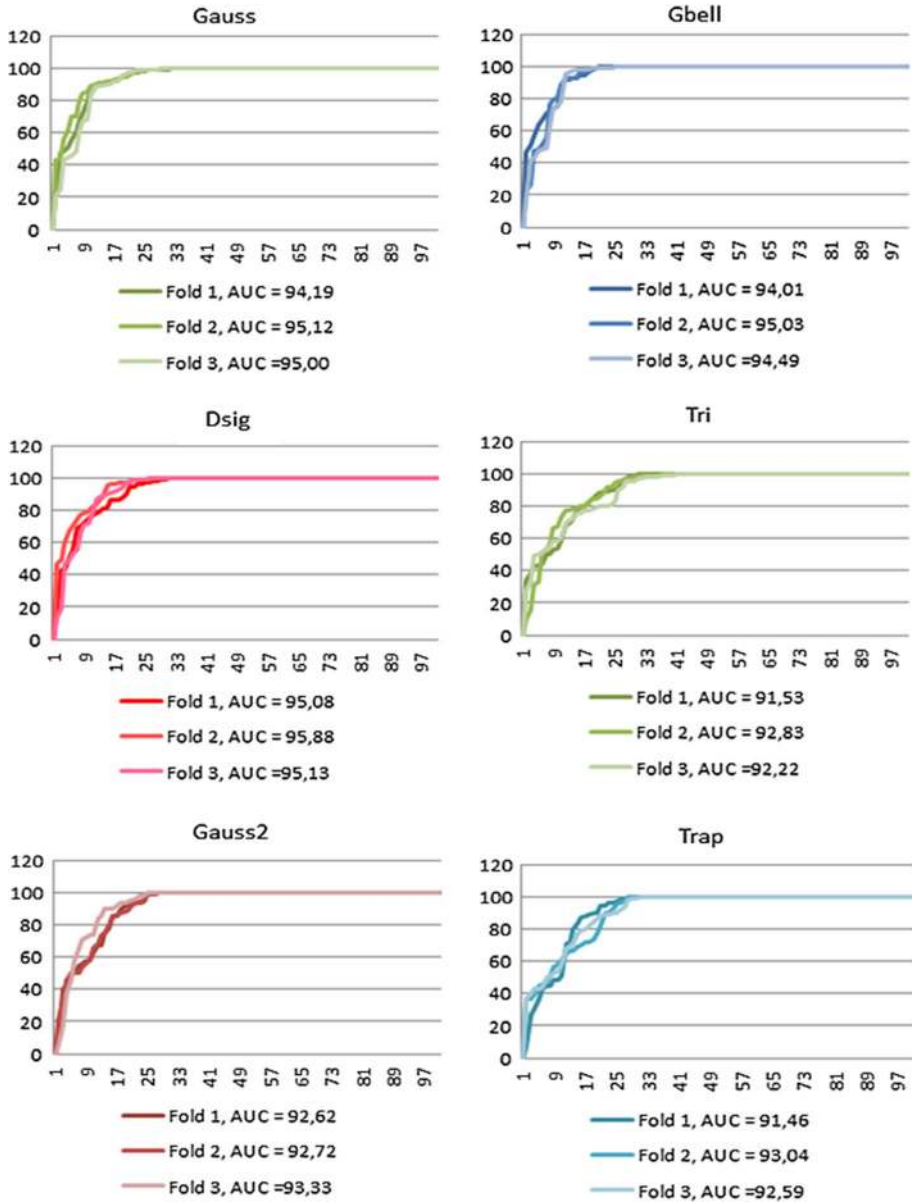 Gauss
120
100
80
60
40
20
0
1 9 17 25 33 41 49 57 65 73 81 89 97
Fold 1, AUC = 94,19
Fold 2, AUC = 95,12
Fold 3, AUC =95,00
Gbell
120
100
80
60
40
20
0
1 9 17 25 33 41 49 57 65 73 81 89 97
Fold 1, AUC = 94,01
Fold 2, AUC = 95,03
Fold 3, AUC =94,49
Dsig
120
100
80
60
40
20
0
1 9 17 25 33 41 49 57 65 73 81 89 97
Fold 1, AUC = 95,08
Fold 2, AUC = 95,88
Fold 3, AUC =95,13
Tri
120
100
80
60
40
20
0
1 9 17 25 33 41 49 57 65 73 81 89 97
Fold 1, AUC = 91,53
Fold 2, AUC = 92,83
Fold 3, AUC =92,22
Gauss2
120
100
80
60
40
20
0
1 9 17 25 33 41 49 57 65 73 81 89 97
Fold 1, AUC = 92,62
Fold 2, AUC = 92,72
Fold 3, AUC =93,33
Trap
120
100
80
60
40
20
0
1 9 17 25 33 41 49 57 65 73 81 89 97
Fold 1, AUC = 91,46
Fold 2, AUC = 93,04
Fold 3, AUC =92,59